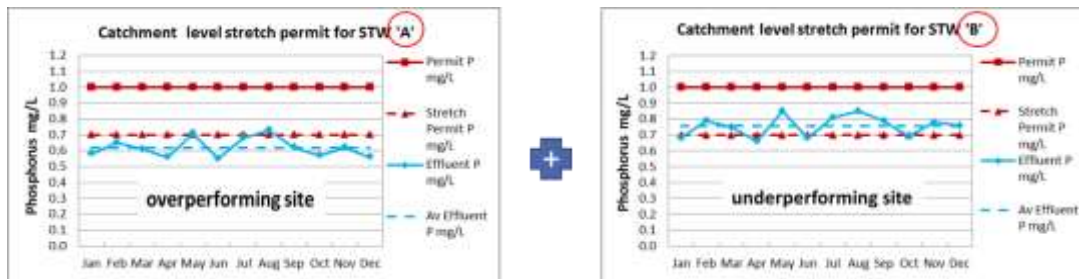 Catchment level stretch permit for STW 'A'
Phosphorus mg/L
1.2
1.1
1.0
0.9
0.8
0.7
0.6
0.5
0.4
0.3
0.2
0.1
0.0
overperforming site
Jan Feb Mar Apr May Jun Jul Aug Sep Oct Nov Dec
Permit P
mg/L
Stretch
Permit P
mg/L
Effluent P
mg/L
Av Effluent
P mg/L
Catchment level stretch permit for STW 'B'
Phosphorus mg/L
1.2
1.1
1.0
0.9
0.8
0.7
0.6
0.5
0.4
0.3
0.2
0.1
0.0
underperforming site
Jan Feb Mar Apr May Jun Jul Aug Sep Oct Nov Dec
Permit P
mg/L
Stretch
Permit P
mg/L
Effluent P
mg/L
Av Effluent
P mg/L